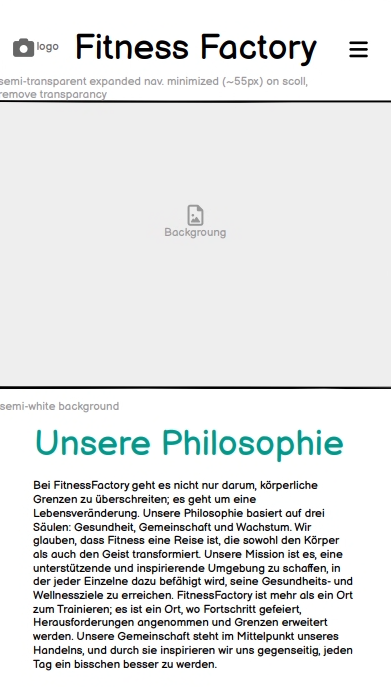 logo
Fitness Factory
semi-transparent expanded nav. minimized (~55px) on scoll,
remove transparancy
Backgroung
semi-white background
Unsere Philosophie
Bei FitnessFactory geht es nicht nur darum, körperliche
Grenzen zu überschreiten; es geht um eine
Lebensveränderung. Unsere Philosophie basiert auf drei
Säulen: Gesundheit, Gemeinschaft und Wachstum. Wir
glauben, dass Fitness eine Reise ist, die sowohl den Körper
als auch den Geist transformiert. Unsere Mission ist es, eine
unterstützende und inspirierende Umgebung zu schaffen, in
der jeder Einzelne dazu befähigt wird, seine Gesundheits- und
Wellnessziele zu erreichen. FitnessFactory ist mehr als ein Ort
zum Trainieren; es ist ein Ort, wo Fortschritt gefeiert,
Herausforderungen angenommen und Grenzen erweitert
werden. Unsere Gemeinschaft steht im Mittelpunkt unseres
Handelns, und durch sie inspirieren wir uns gegenseitig, jeden
Tag ein bisschen besser zu werden.